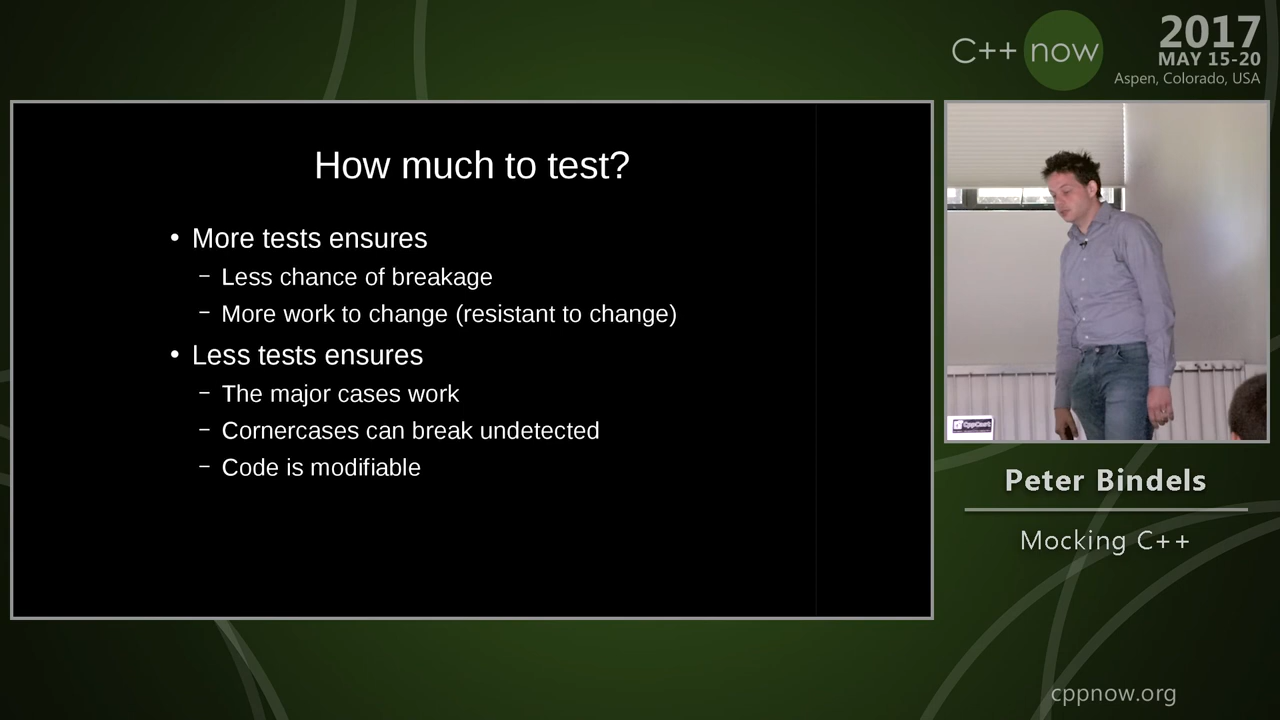 C++ now
2017
MAY 15-20
Aspen, Colorado, USA
How much to test?
• More tests ensures
– Less chance of breakage
– More work to change (resistant to change)
• Less tests ensures
– The major cases work
– Cornercases can break undetected
– Code is modifiable
Peter Bindels
Mocking C++
cppnow.org